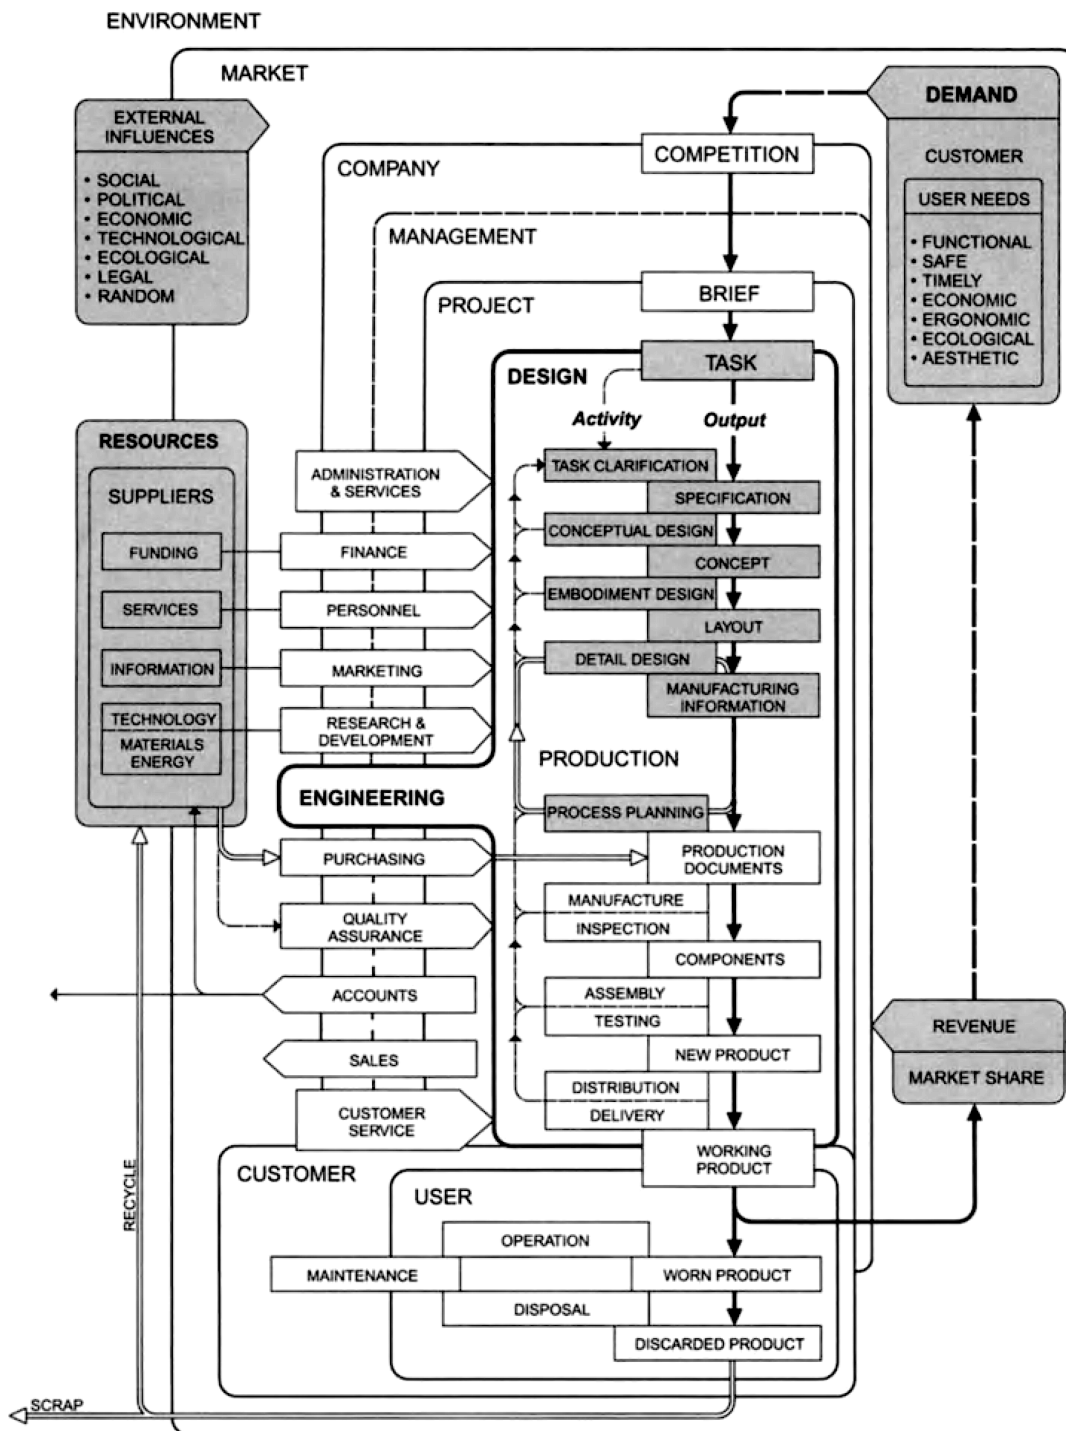 ENVIRONMENT
MARKET
EXTERNAL
INFLUENCES
• SOCIAL
• POLITICAL
• ECONOMIC
• TECHNOLOGICAL
• ECOLOGICAL
• LEGAL
• RANDOM
DEMAND
CUSTOMER
USER NEEDS
• FUNCTIONAL
• SAFE
• TIMELY
• ECONOMIC
• ERGONOMIC
• ECOLOGICAL
• AESTHETIC
COMPETITION
COMPANY
MANAGEMENT
BRIEF
PROJECT
TASK
DESIGN
Activity
Output
RESOURCES
SUPPLIERS
FUNDING
SERVICES
INFORMATION
TECHNOLOGY
MATERIALS
ENERGY
ADMINISTRATION
& SERVICES
FINANCE
PERSONNEL
MARKETING
RESEARCH &
DEVELOPMENT
ENGINEERING
PURCHASING
QUALITY
ASSURANCE
ACCOUNTS
SALES
CUSTOMER
SERVICE
TASK CLARIFICATION
SPECIFICATION
CONCEPTUAL DESIGN
CONCEPT
EMBODIMENT DESIGN
LAYOUT
DETAIL DESIGN
MANUFACTURING
INFORMATION
PRODUCTION
PROCESS PLANNING
PRODUCTION
DOCUMENTS
MANUFACTURE
INSPECTION
COMPONENTS
ASSEMBLY
TESTING
NEW PRODUCT
DISTRIBUTION
DELIVERY
WORKING
PRODUCT
REVENUE
MARKET SHARE
CUSTOMER
USER
OPERATION
MAINTENANCE
WORN PRODUCT
DISPOSAL
DISCARDED PRODUCT
RECYCLE
SCRAP